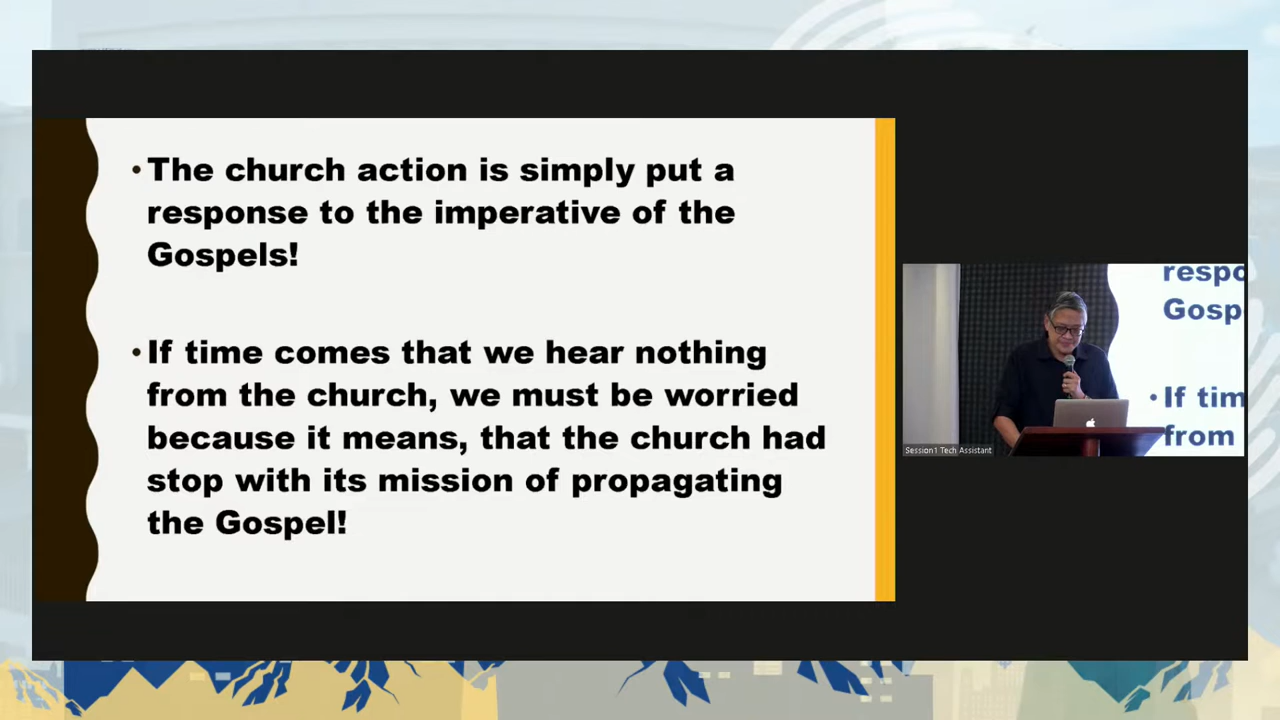 •The church action is simply put a
response to the imperative of the
Gospels!
•If time comes that we hear nothing
from the church, we must be worried
because it means, that the church had
stop with its mission of propagating
the Gospel!
respo
Gosp
•If tim
from
Session1 Tech Assistant